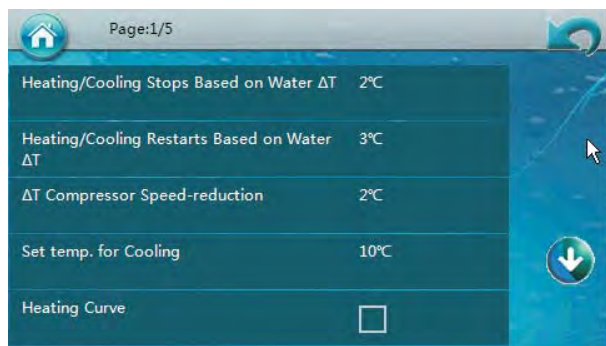 Page:1/5
Heating/Cooling Stops Based on Water ΔT 2℃
Heating/Cooling Restarts Based on Water 3℃
ΔT
ΔT Compressor Speed-reduction 2℃
Set temp. for Cooling 10℃
Heating Curve